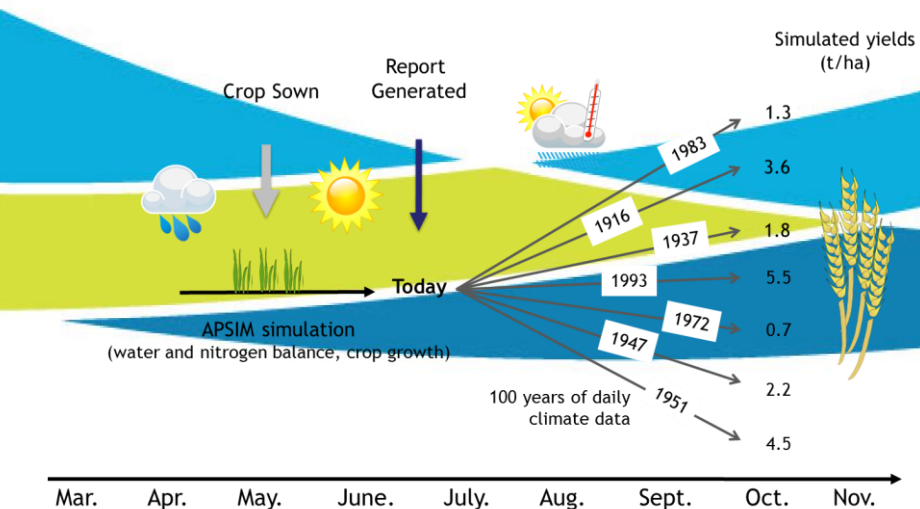 Simulated yields
(t/ha)
Report
Generated
Crop Sown
1.3
1983
3.6
1916
1.8
1937
Today
1993
5.5
1972
0.7
APSIM simulation
(water and nitrogen balance, crop growth)
1947
2.2
100 years of daily
climate data
1951
4.5
Mar. Apr. May. June. July. Aug. Sept. Oct. Nov.